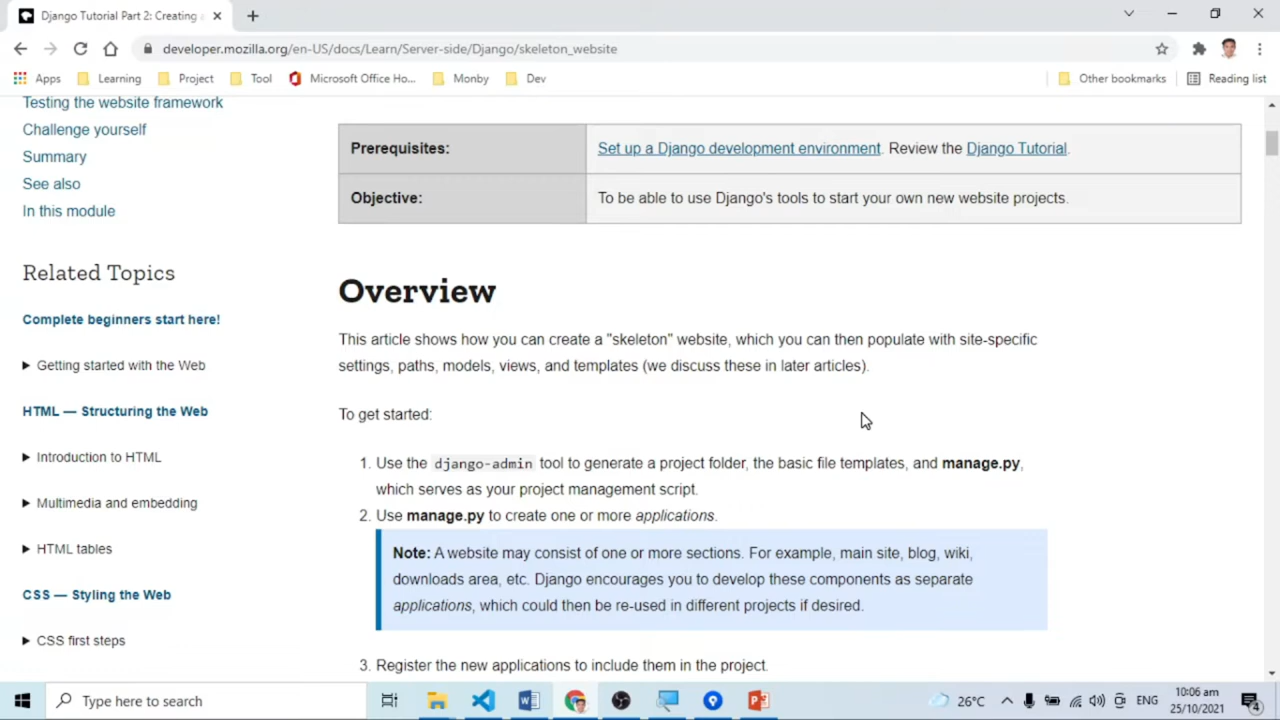 Django Tutorial Part 2: Creating a
developer.mozilla.org/en-US/docs/Learn/Server-side/Django/skeleton_website
Apps Learning Project Tool Microsoft Office Ho... Monby Dev Other bookmarks Reading list
Testing the website framework
Challenge yourself
Summary
See also
In this module
Related Topics
Complete beginners start here!
Getting started with the Web
HTML — Structuring the Web
Introduction to HTML
Multimedia and embedding
HTML tables
CSS — Styling the Web
CSS first steps
Prerequisites: Set up a Django development environment. Review the Django Tutorial.
Objective: To be able to use Django's tools to start your own new website projects.
Overview
This article shows how you can create a "skeleton" website, which you can then populate with site-specific
settings, paths, models, views, and templates (we discuss these in later articles).
To get started:
1. Use the django-admin tool to generate a project folder, the basic file templates, and manage.py,
which serves as your project management script.
2. Use manage.py to create one or more applications.
Note: A website may consist of one or more sections. For example, main site, blog, wiki,
downloads area, etc. Django encourages you to develop these components as separate
applications, which could then be re-used in different projects if desired.
3. Register the new applications to include them in the project.
Type here to search
26°C
ENG
10:06 am
25/10/2021
4